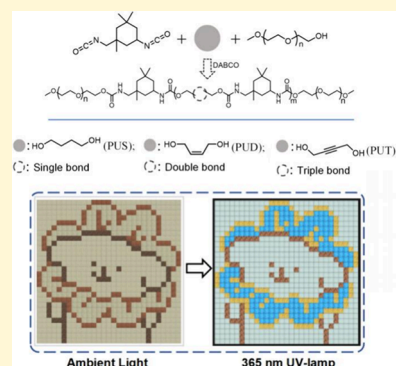 O=C=N
N=C=O
+
+
O
O
n
OH
DABCO
O
O
n
O
O
N
H
H
N
O
O
O
n
O
O
N
H
H
N
O
O
m
O
O
n
: HO OH (PUS); : HO OH (PUD); : HO OH (PUT)
: Single bond : Double bond : Triple bond
Ambient Light 365 nm UV-lamp